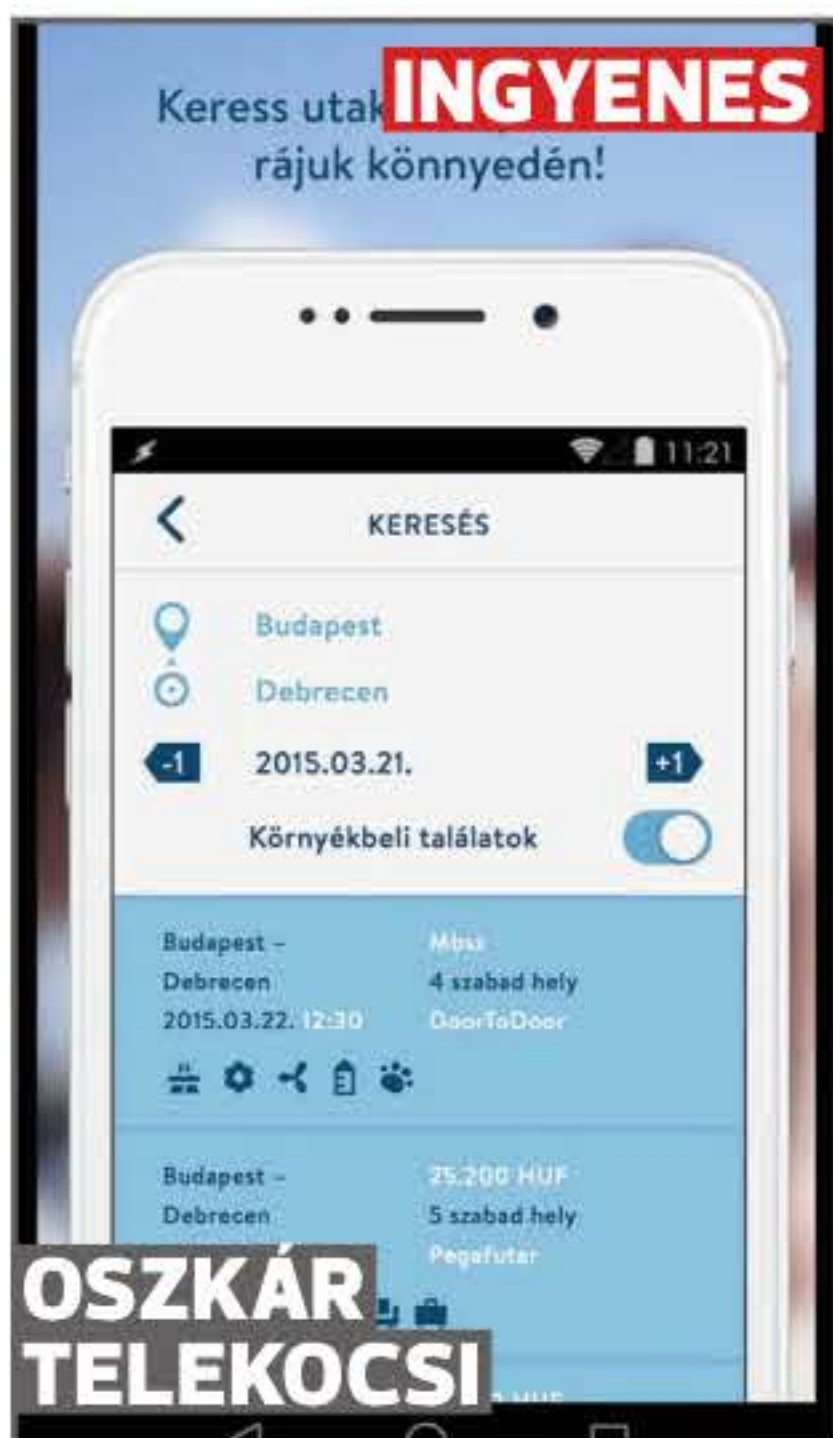 INGYENES
Keress utak
rájuk könnyedén!
11:21
KERESÉS
Budapest
Debrecen
-1 2015.03.21. +1
Környékbeli találatok
Budapest –
Debrecen
2015.03.22. 12:30
4 szabad hely
DoorToDoor
Budapest –
Debrecen
25.200 HUF
5 szabad hely
Pegafutar
HUF
OSZKÁR
TELEKOCSI